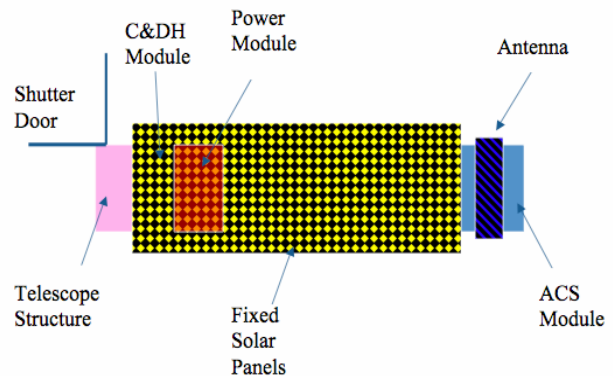 C&DH
Module
Power
Module
Antenna
Shutter
Door
Telescope
Structure
Fixed
Solar
Panels
ACS
Module